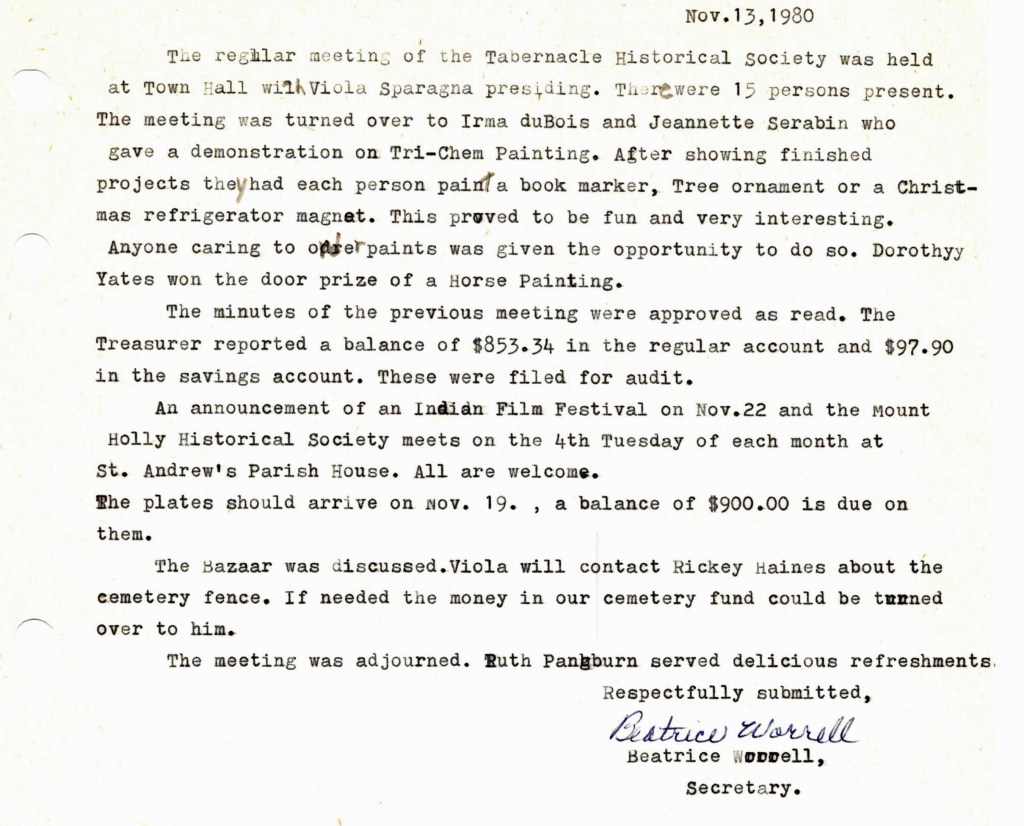 Nov.13,1980
The regular meeting of the Tabernacle Historical Society was held
at Town Hall with Viola Sparagna presiding. There were 15 persons present.
The meeting was turned over to Irma duBois and Jeannette Serabin who
gave a demonstration on Tri-Chem Painting. After showing finished
projects they had each person paint a book marker, Tree ornament or a Christ-
mas refrigerator magnet. This proved to be fun and very interesting.
Anyone caring to order paints was given the opportunity to do so. Dorothyy
Yates won the door prize of a Horse Painting.
The minutes of the previous meeting were approved as read. The
Treasurer reported a balance of $853.34 in the regular account and $97.90
in the savings account. These were filed for audit.
An announcement of an Indian Film Festival on Nov.22 and the Mount
Holly Historical Society meets on the 4th Tuesday of each month at
St. Andrew's Parish House. All are welcome.
The plates should arrive on Nov. 19. , a balance of $900.00 is due on
them.
The Bazaar was discussed.Viola will contact Rickey Haines about the
cemetery fence. If needed the money in our cemetery fund could be turned
over to him.
The meeting was adjourned. Ruth Pangburn served delicious refreshments.
Respectfully submitted,
Beatrice Worrell
Beatrice Worrell,
Secretary.